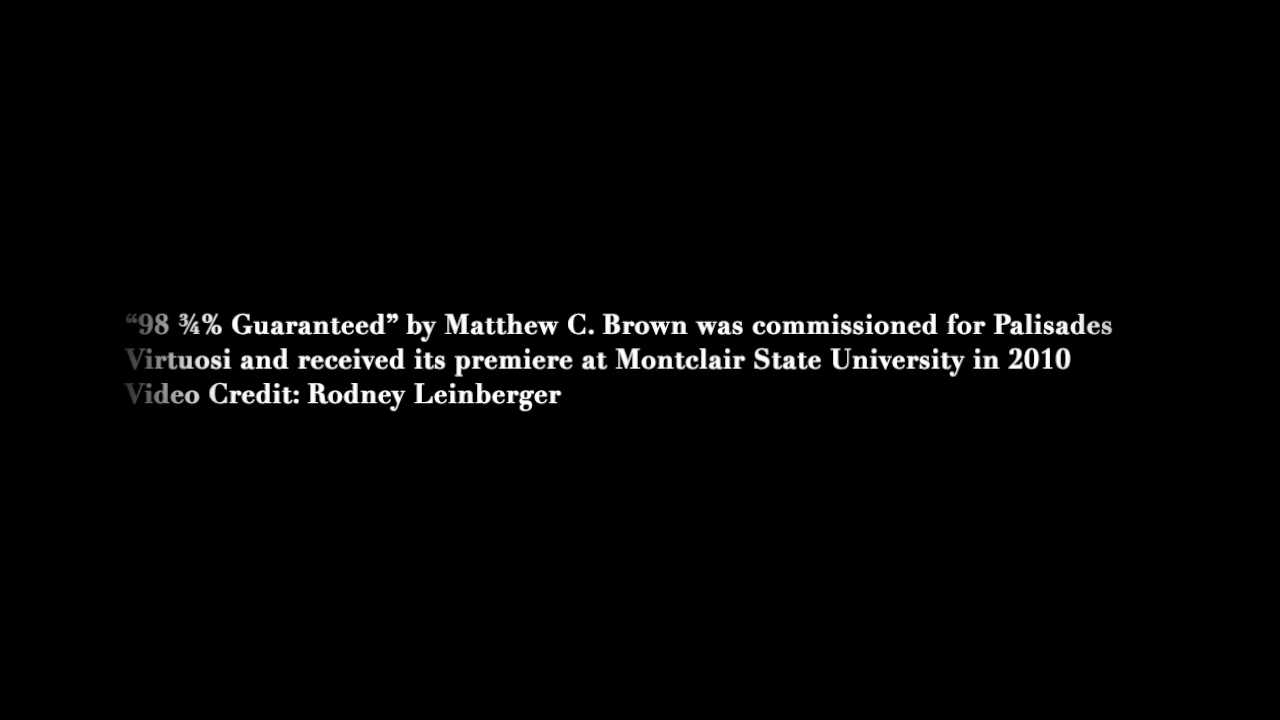 “98 ¾% Guaranteed” by Matthew C. Brown was commissioned for Palisades
Virtuosi and received its premiere at Montclair State University in 2010
Video Credit: Rodney Leinberger